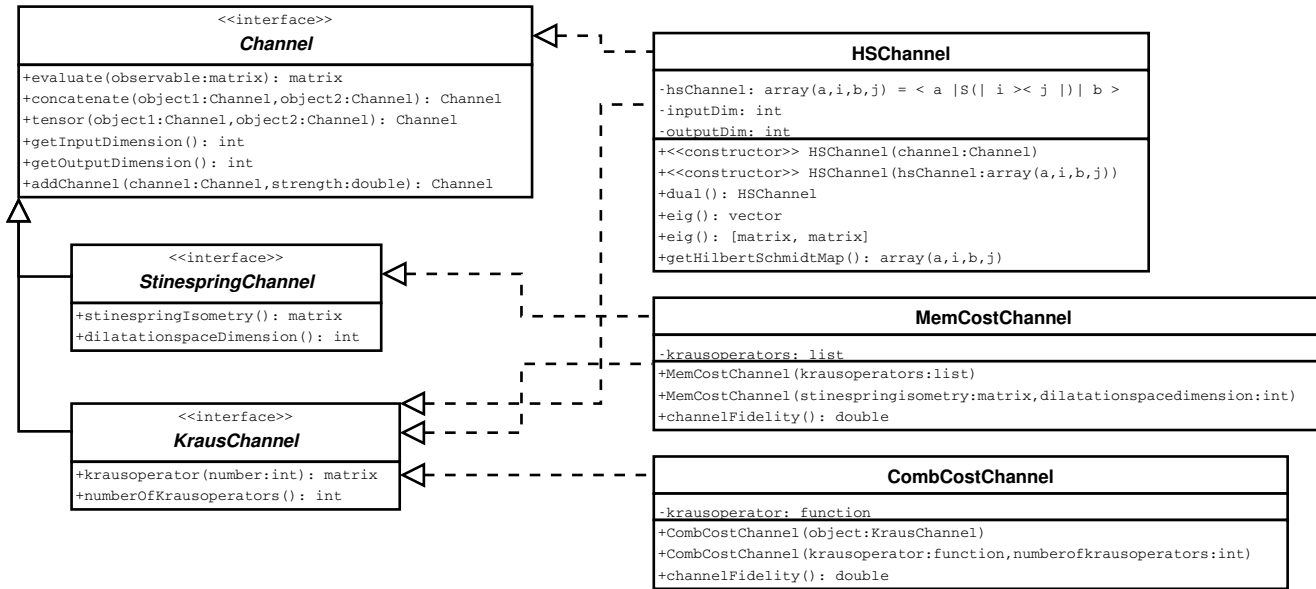 <<interface>>
Channel
+evaluate(observable:matrix): matrix
+concatenate(object1:Channel,object2:Channel): Channel
+tensor(object1:Channel,object2:Channel): Channel
+getInputDimension(): int
+getOutputDimension(): int
+addChannel(channel:Channel,strength:double): Channel
<<interface>>
StinespringChannel
+stinespringIsometry(): matrix
+dilatationspaceDimension(): int
<<interface>>
KrausChannel
+krausoperator(number:int): matrix
+numberOfKrausoperators(): int
HSChannel
-hsChannel: array(a,i,b,j) = < a |S(| i >< j |)| b >
-inputDim: int
-outputDim: int
+<<constructor>> HSChannel(channel:Channel)
+<<constructor>> HSChannel(hsChannel:array(a,i,b,j))
+dual(): HSChannel
+eig(): vector
+eig(): [matrix, matrix]
+getHilbertSchmidtMap(): array(a,i,b,j)
MemCostChannel
-krausoperators: list
+MemCostChannel(krausoperators:list)
+MemCostChannel(stinespringisometry:matrix,dilatationspacedimension:int)
+channelFidelity(): double
CombCostChannel
-krausoperator: function
+CombCostChannel(object:KrausChannel)
+CombCostChannel(krausoperator:function,numberofkrausoperators:int)
+channelFidelity(): double